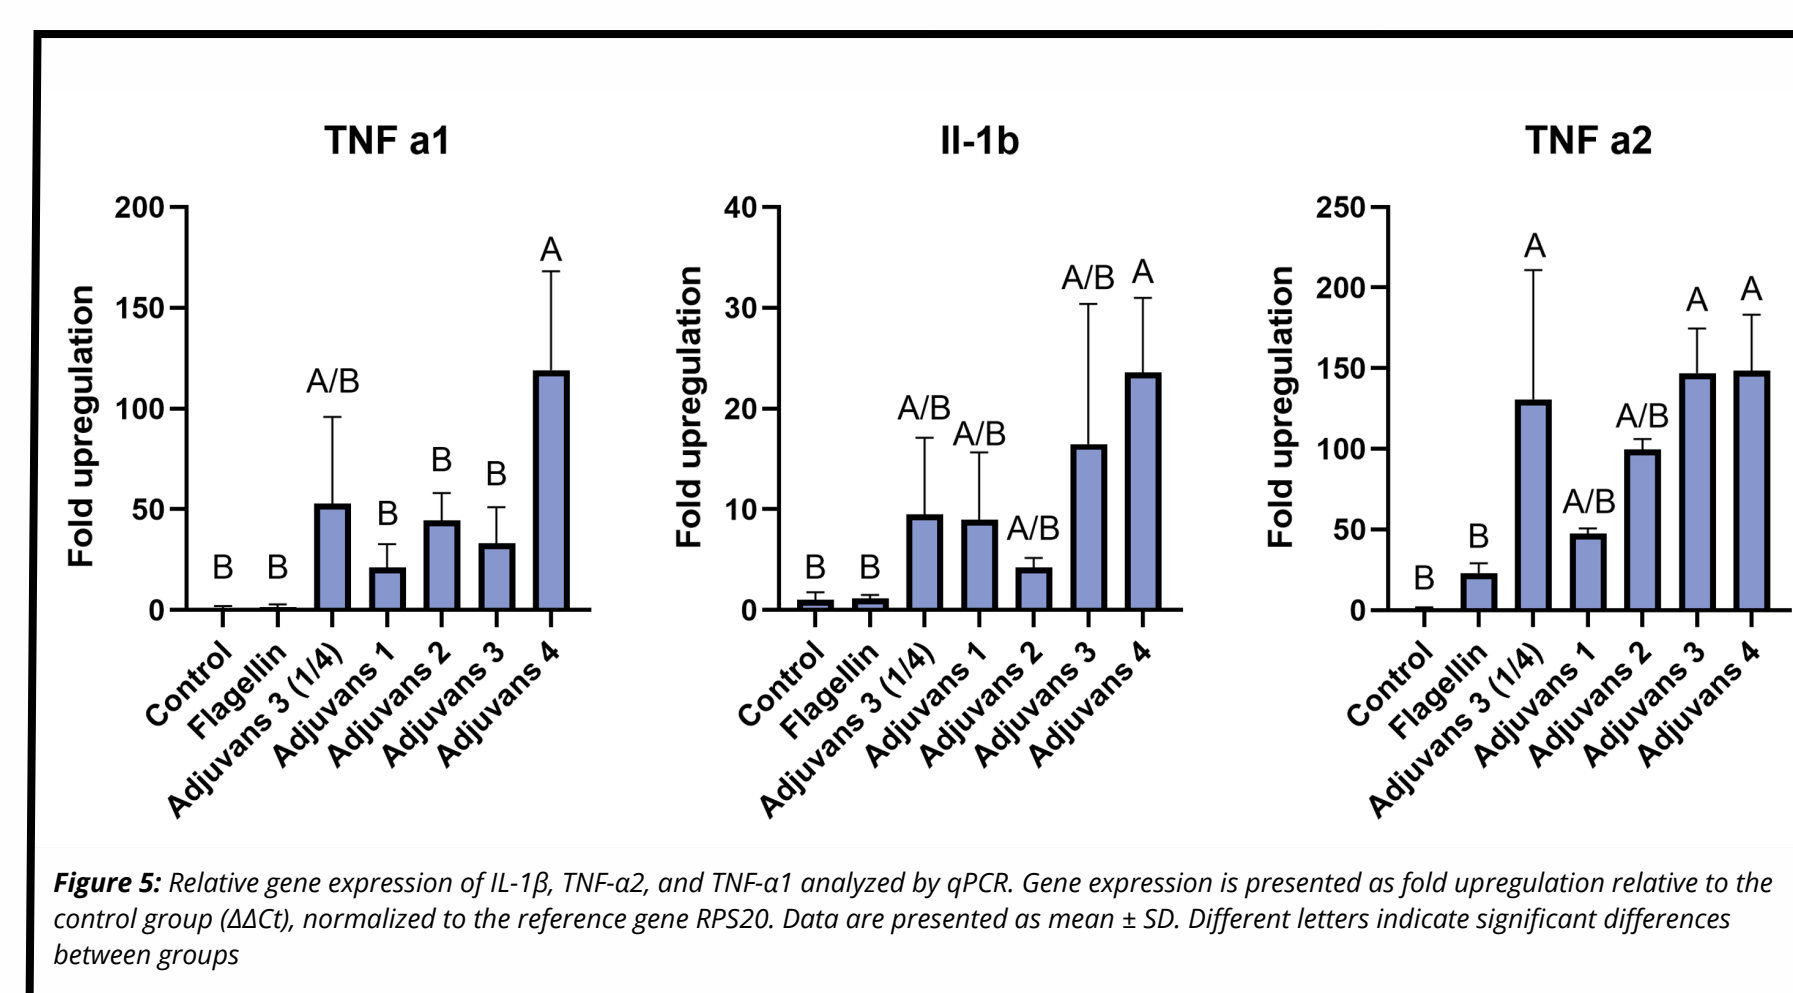 TNF a1
Fold upregulation
200
150
100
50
0
B
B
A/B
B
B
B
A
Control
Flagellin
Adjuvans 3 (1/4)
Adjuvans 1
Adjuvans 2
Adjuvans 3
Adjuvans 4
Il-1b
Fold upregulation
40
30
20
10
0
B
B
A/B
A/B
A/B
A/B
A
Control
Flagellin
Adjuvans 3 (1/4)
Adjuvans 1
Adjuvans 2
Adjuvans 3
Adjuvans 4
TNF a2
Fold upregulation
250
200
150
100
50
0
B
B
A
A/B
A/B
A
A
Control
Flagellin
Adjuvans 3 (1/4)
Adjuvans 1
Adjuvans 2
Adjuvans 3
Adjuvans 4
Figure 5: Relative gene expression of IL-1β, TNF-α2, and TNF-α1 analyzed by qPCR. Gene expression is presented as fold upregulation relative to the
control group (ΔΔCt), normalized to the reference gene RPS20. Data are presented as mean ± SD. Different letters indicate significant differences
between groups